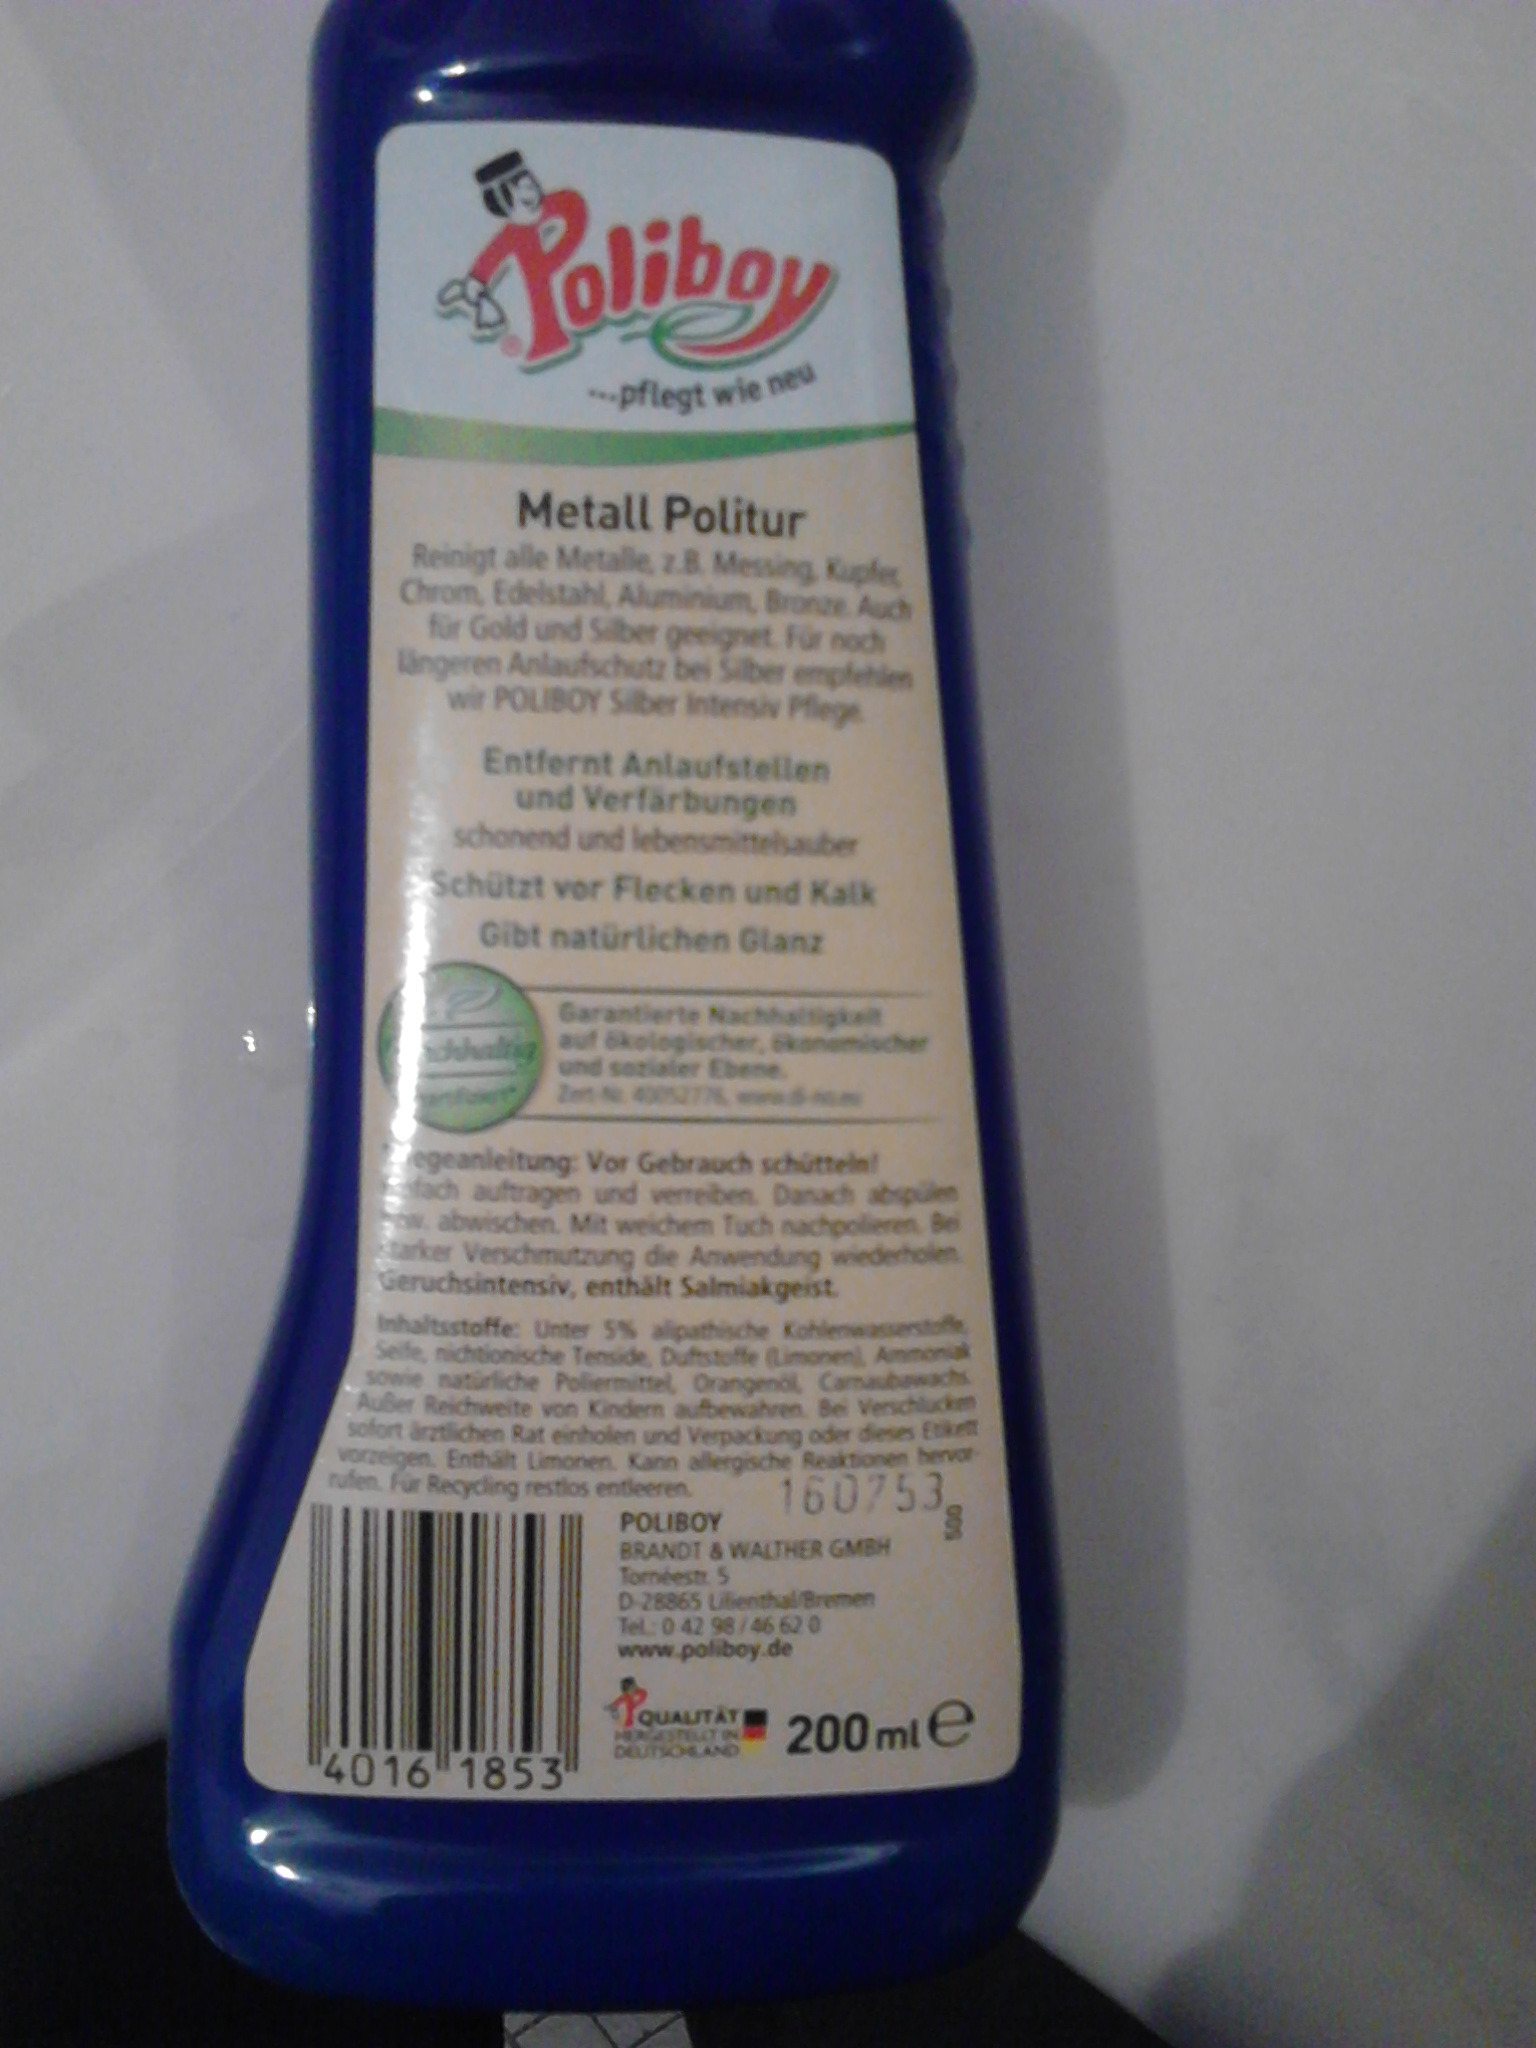 Poliboy
®
...pflegt wie neu
Metall Politur
Reinigt alle Metalle, z.B. Messing, Kupfer,
Chrom, Edelstahl, Aluminium, Bronze. Auch
für Gold und Silber geeignet. Für noch
längeren Anlaufschutz bei Silber empfehlen
wir POLIBOY Silber Intensiv Pflege.
Entfernt Anlaufstellen
und Verfärbungen
schonend und lebensmittelsauber
Schützt vor Flecken und Kalk
Gibt natürlichen Glanz
Garantierte Nachhaltigkeit
auf ökologischer, ökonomischer
und sozialer Ebene.
Zert-Nr. 40052776,
egeanleitung: Vor Gebrauch schütteln!
fach auftragen und verreiben. Danach abspülen
w. abwischen. Mit weichem Tuch nachpolieren. Bei
starker Verschmutzung die Anwendung wiederholen.
Geruchsintensiv, enthält Salmiakgeist.
Inhaltsstoffe: Unter 5% alipathische Kohlenwasserstoffe,
Seife, nichtionische Tenside, Duftstoffe (Limonen), Ammoniak
sowie natürliche Poliermittel, Orangenöl, Carnaubawachs.
Außer Reichweite von Kindern aufbewahren. Bei Verschlucken
sofort ärztlichen Rat einholen und Verpackung oder dieses Etikett
vorzeigen. Enthält Limonen. Kann allergische Reaktionen hervor-
rufen. Für Recycling restlos entleeren.
160753
POLIBOY
BRANDT & WALTHER GMBH
Tornéestr. 5
D-28865 Lilienthal/Bremen
Tel.: 0 42 98 / 46 62 0
www.poliboy.de
QUALITÄT
HERGESTELLT IN
DEUTSCHLAND
200 ml e
4016 1853